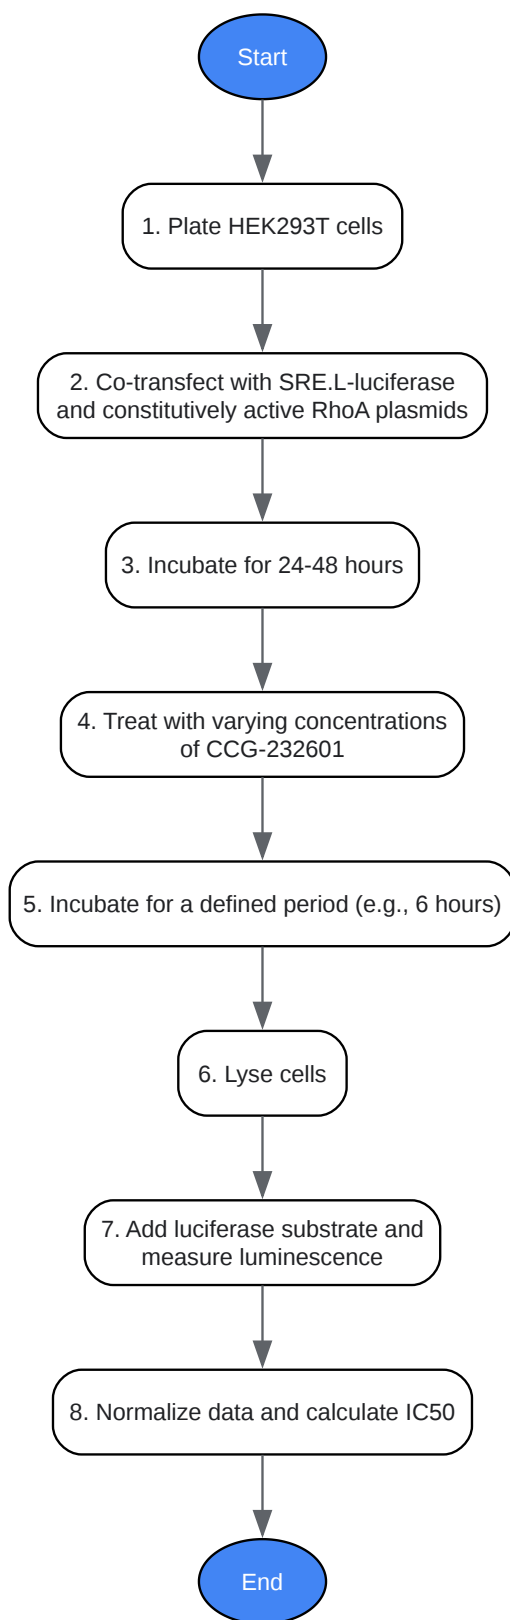 Start
1. Plate HEK293T cells
2. Co-transfect with SRE.L-luciferase
and constitutively active RhoA plasmids
3. Incubate for 24-48 hours
4. Treat with varying concentrations
of CCG-232601
5. Incubate for a defined period (e.g., 6 hours)
6. Lyse cells
7. Add luciferase substrate and
measure luminescence
8. Normalize data and calculate IC50
End